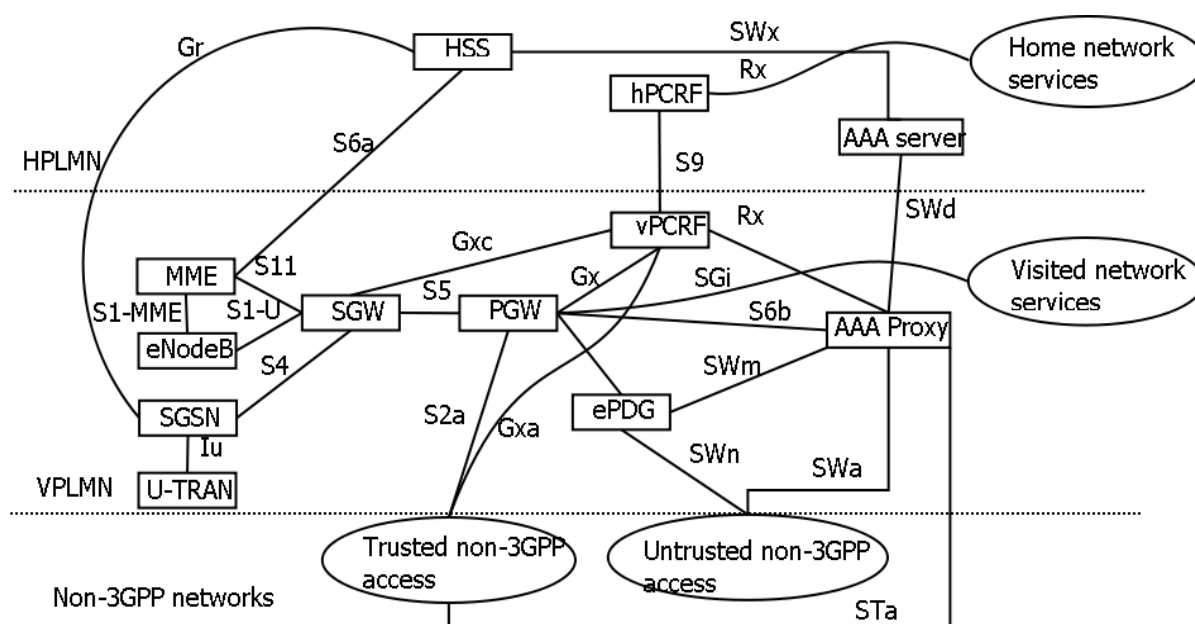 Gr
HSS
SWx
Home network
services
Rx
hPCRF
AAA server
S6a
HPLMN
S9
SWd
vPCRF
Rx
Gxc
MME
S11
Gx
SGi
Visited network
services
S1-MME
S1-U
SGW
S5
PGW
S6b
AAA Proxy
eNodeB
S4
SWm
SGSN
S2a
Gxa
ePDG
Iu
SWn
SWa
VPLMN
U-TRAN
Trusted non-3GPP
access
Untrusted non-3GPP
access
Non-3GPP networks
STa